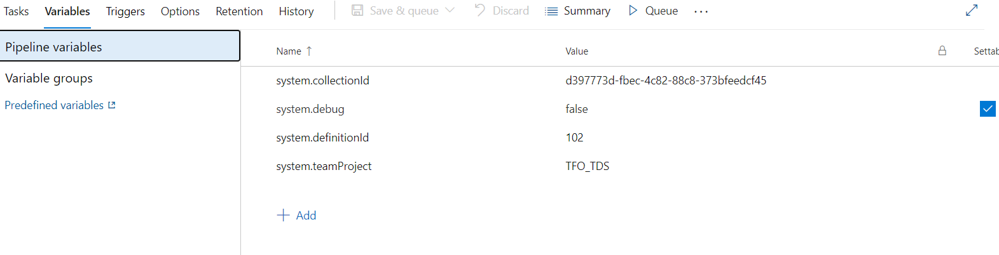 Tasks Variables Triggers Options Retention History Save & queue Discard Summary Queue ...
Pipeline variables
Variable groups
Predefined variables
Name ↑ Value Settab
system.collectionId d397773d-fbec-4c82-88c8-373bfeedcf45
system.debug false
system.definitionId 102
system.teamProject TFO_TDS
+ Add